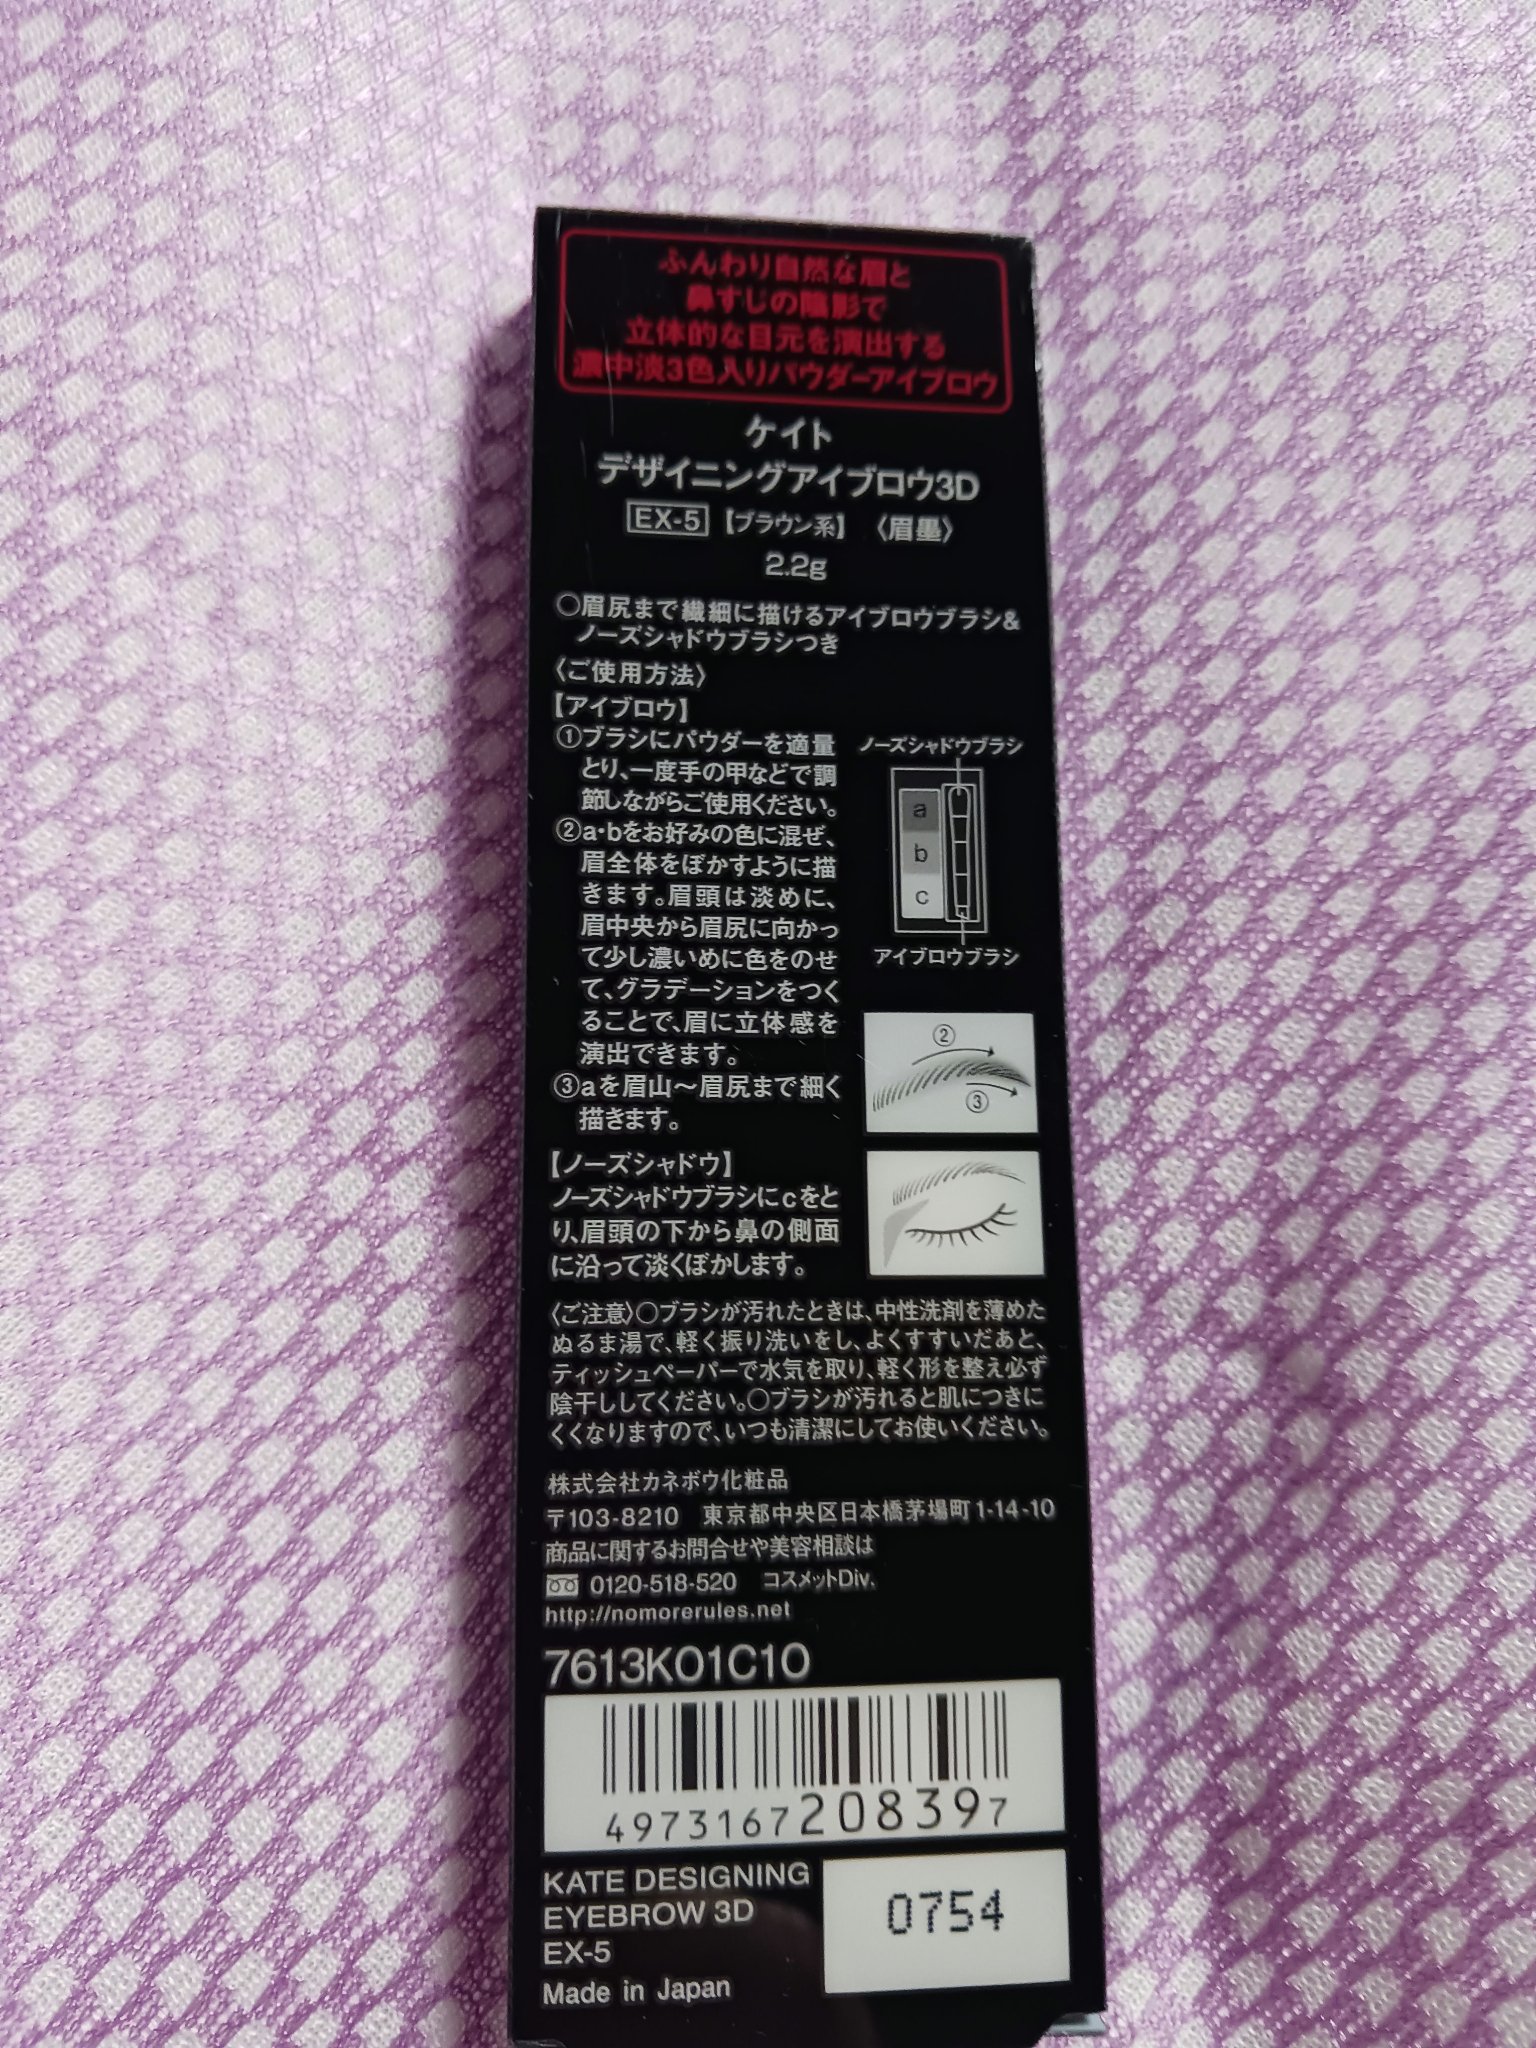 ふんわり自然な眉と
鼻すじの陰影で
立体的な目元を演出する
濃中淡3色入りパウダーアイブロウ
ケイト
デザイニングアイブロウ3D
EX-5 【ブラウン系】 〈眉墨〉
2.2g
○眉尻まで繊細に描けるアイブロウブラシ&
ノーズシャドウブラシつき
〈ご使用方法〉
【アイブロウ】
①ブラシにパウダーを適量
とり、一度手の甲などで調
節しながらご使用ください。
②a・bをお好みの色に混ぜ、
眉全体をぼかすように描
きます。眉頭は淡めに、
眉中央から眉尻に向かっ
て少し濃いめに色をのせ
て、グラデーションをつく
ることで、眉に立体感を
演出できます。
③aを眉山～眉尻まで細く
描きます。
ノーズシャドウブラシ
a
b
c
アイブロウブラシ
②
③
【ノーズシャドウ】
ノーズシャドウブラシにcをと
り、眉頭の下から鼻の側面
に沿って淡くぼかします。
〈ご注意〉○ブラシが汚れたときは、中性洗剤を薄めた
ぬるま湯で、軽く振り洗いをし、よくすすいだあと、
ティッシュペーパーで水気を取り、軽く形を整え必ず
陰干ししてください。○ブラシが汚れると肌につきに
くくなりますので、いつも清潔にしてお使いください。
株式会社カネボウ化粧品
〒103-8210 東京都中央区日本橋茅場町1-14-10
商品に関するお問合せや美容相談は
0120-518-520 コスメットDiv.
http://nomorerules.net
7613K01C10
4973167208397
KATE DESIGNING
EYEBROW 3D
EX-5
Made in Japan
0754